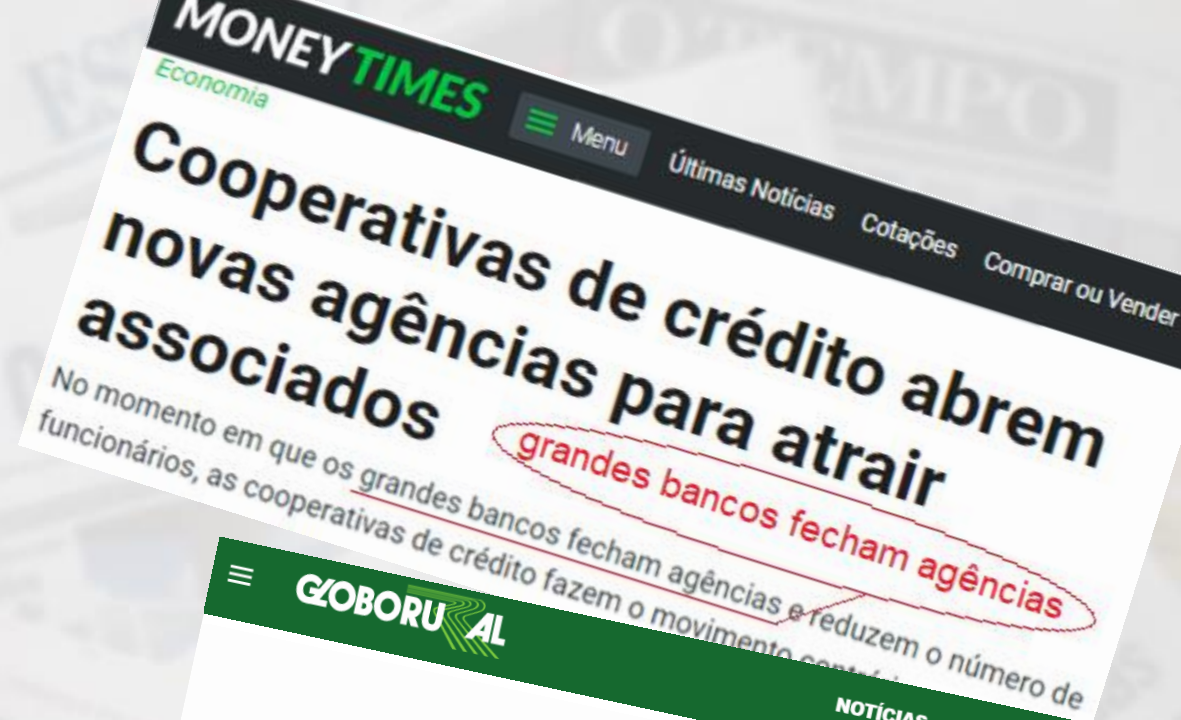 MONEY TIMES
Menu
Últimas Notícias
Cotações
Comprar ou Vender
Economia
Cooperativas de crédito abrem
novas agências para atrair
associados
grandes bancos fecham agências
No momento em que os grandes bancos fecham agências e reduzem o número de
funcionários, as cooperativas de crédito fazem o movimento
GLOBORURAL
NOTÍCIAS
O TEMPO